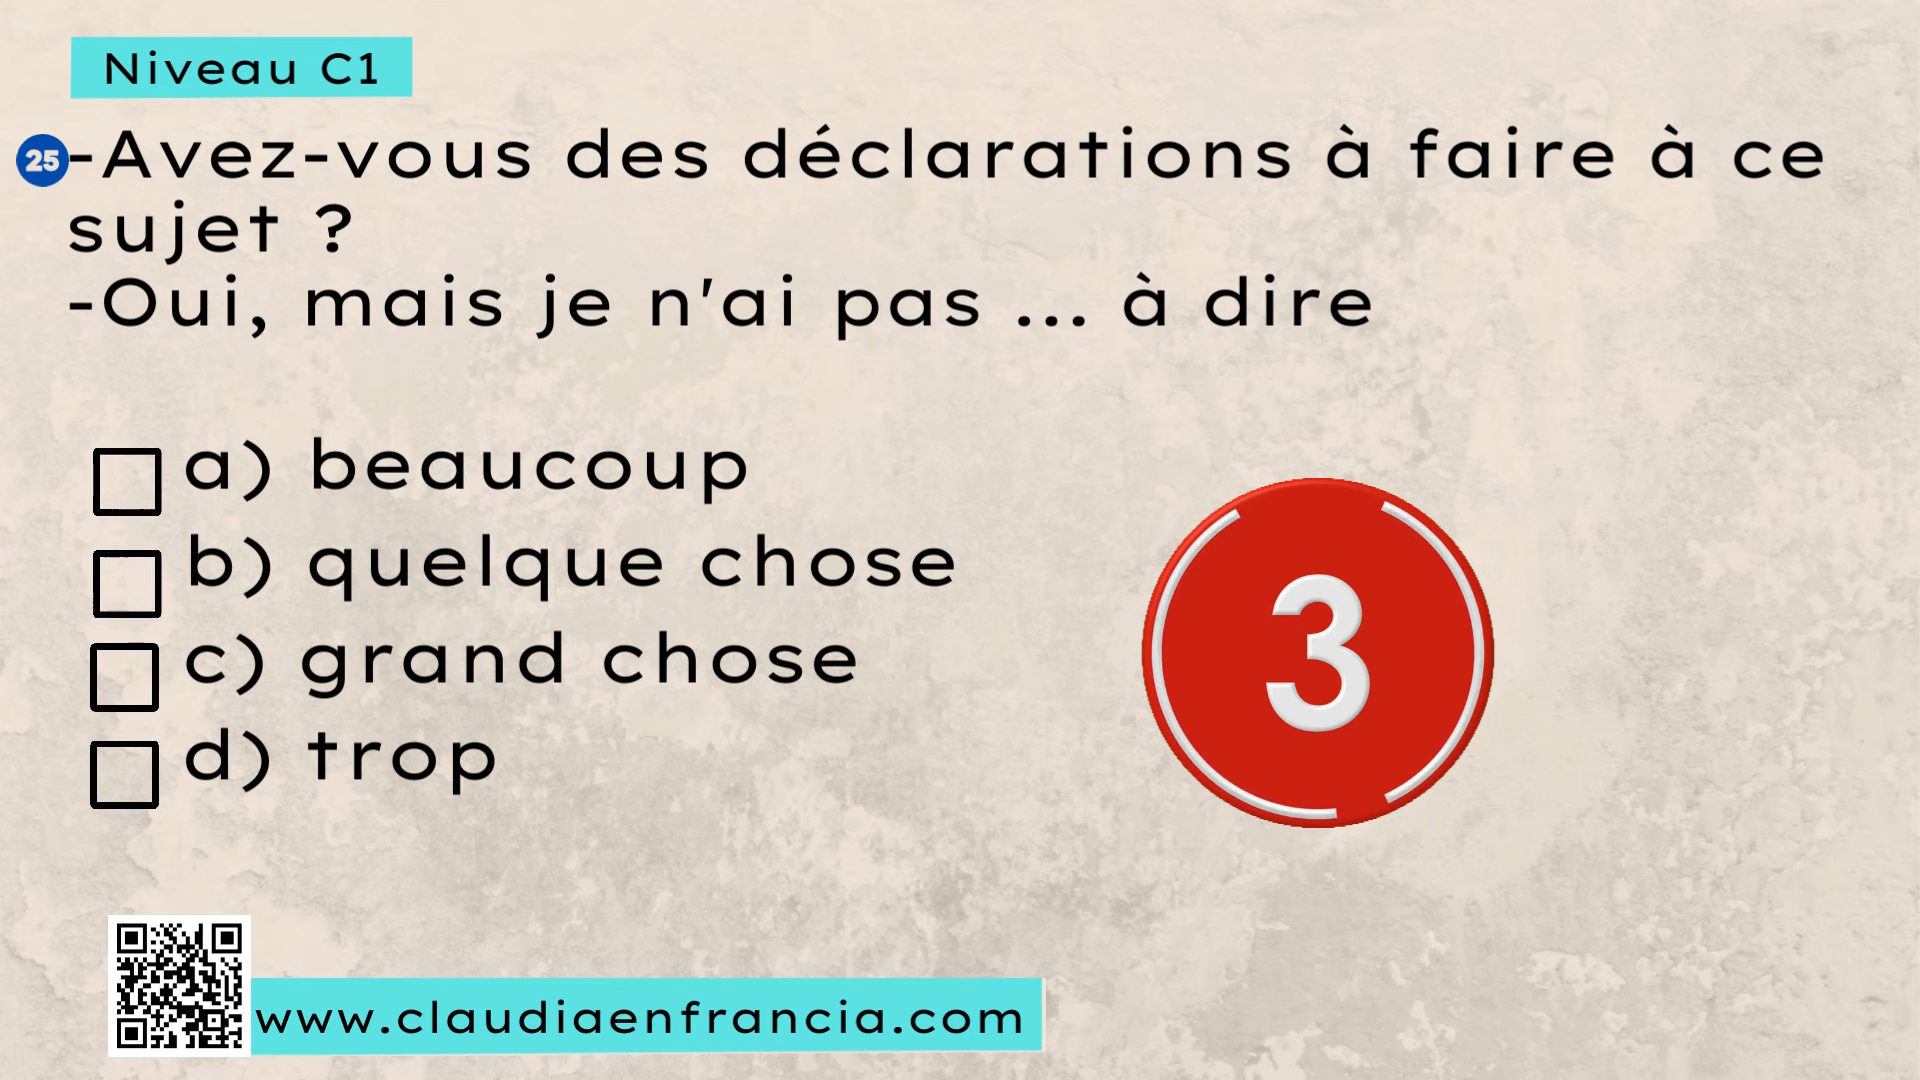 Niveau C1
25 -Avez-vous des déclarations à faire à ce
sujet ?
-Oui, mais je n'ai pas ... à dire
a) beaucoup
b) quelque chose
c) grand chose
d) trop
3
www.claudiaenfrancia.com